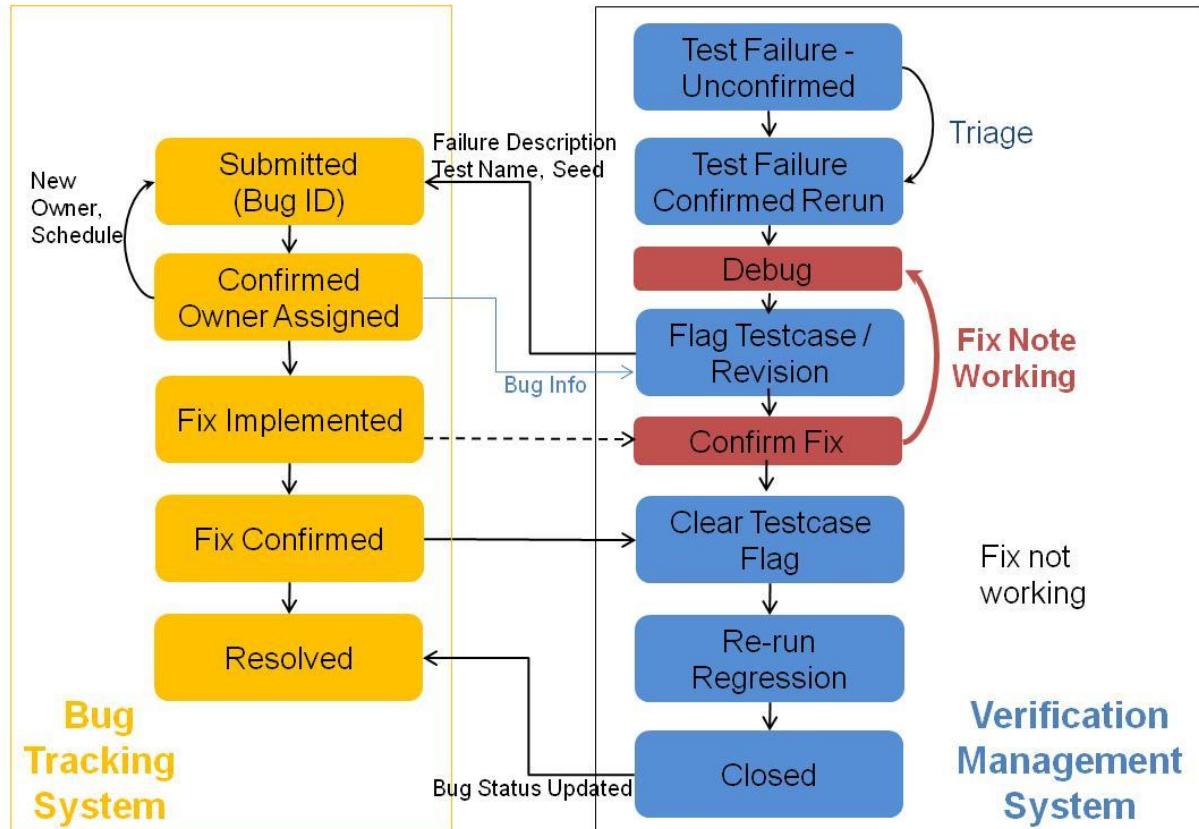 Test Failure -
Unconfirmed
Triage
Failure Description
Test Name, Seed
Submitted
(Bug ID)
Test Failure
Confirmed Rerun
New
Owner,
Schedule
Debug
Confirmed
Owner Assigned
Flag Testcase /
Revision
Fix Note
Working
Bug Info
Fix Implemented
Confirm Fix
Fix Confirmed
Clear Testcase
Flag
Fix not
working
Resolved
Re-run
Regression
Bug
Tracking
System
Bug Status Updated
Closed
Verification
Management
System